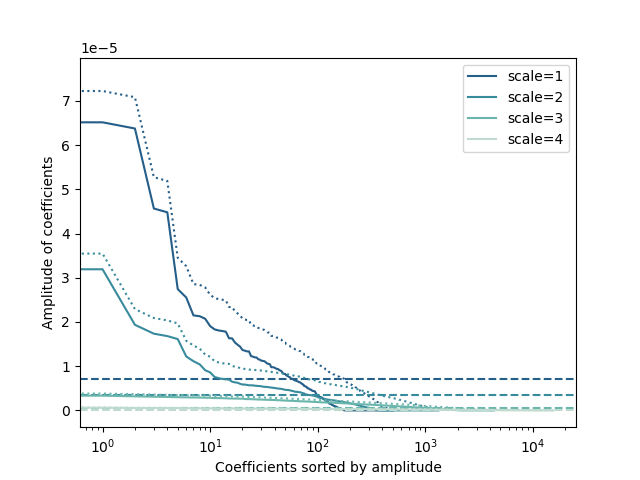 1e−5
7
6
5
4
3
2
1
0
Amplitude of coefficients
scale=1
scale=2
scale=3
scale=4
10⁰ 10¹ 10² 10³ 10⁴
Coefficients sorted by amplitude